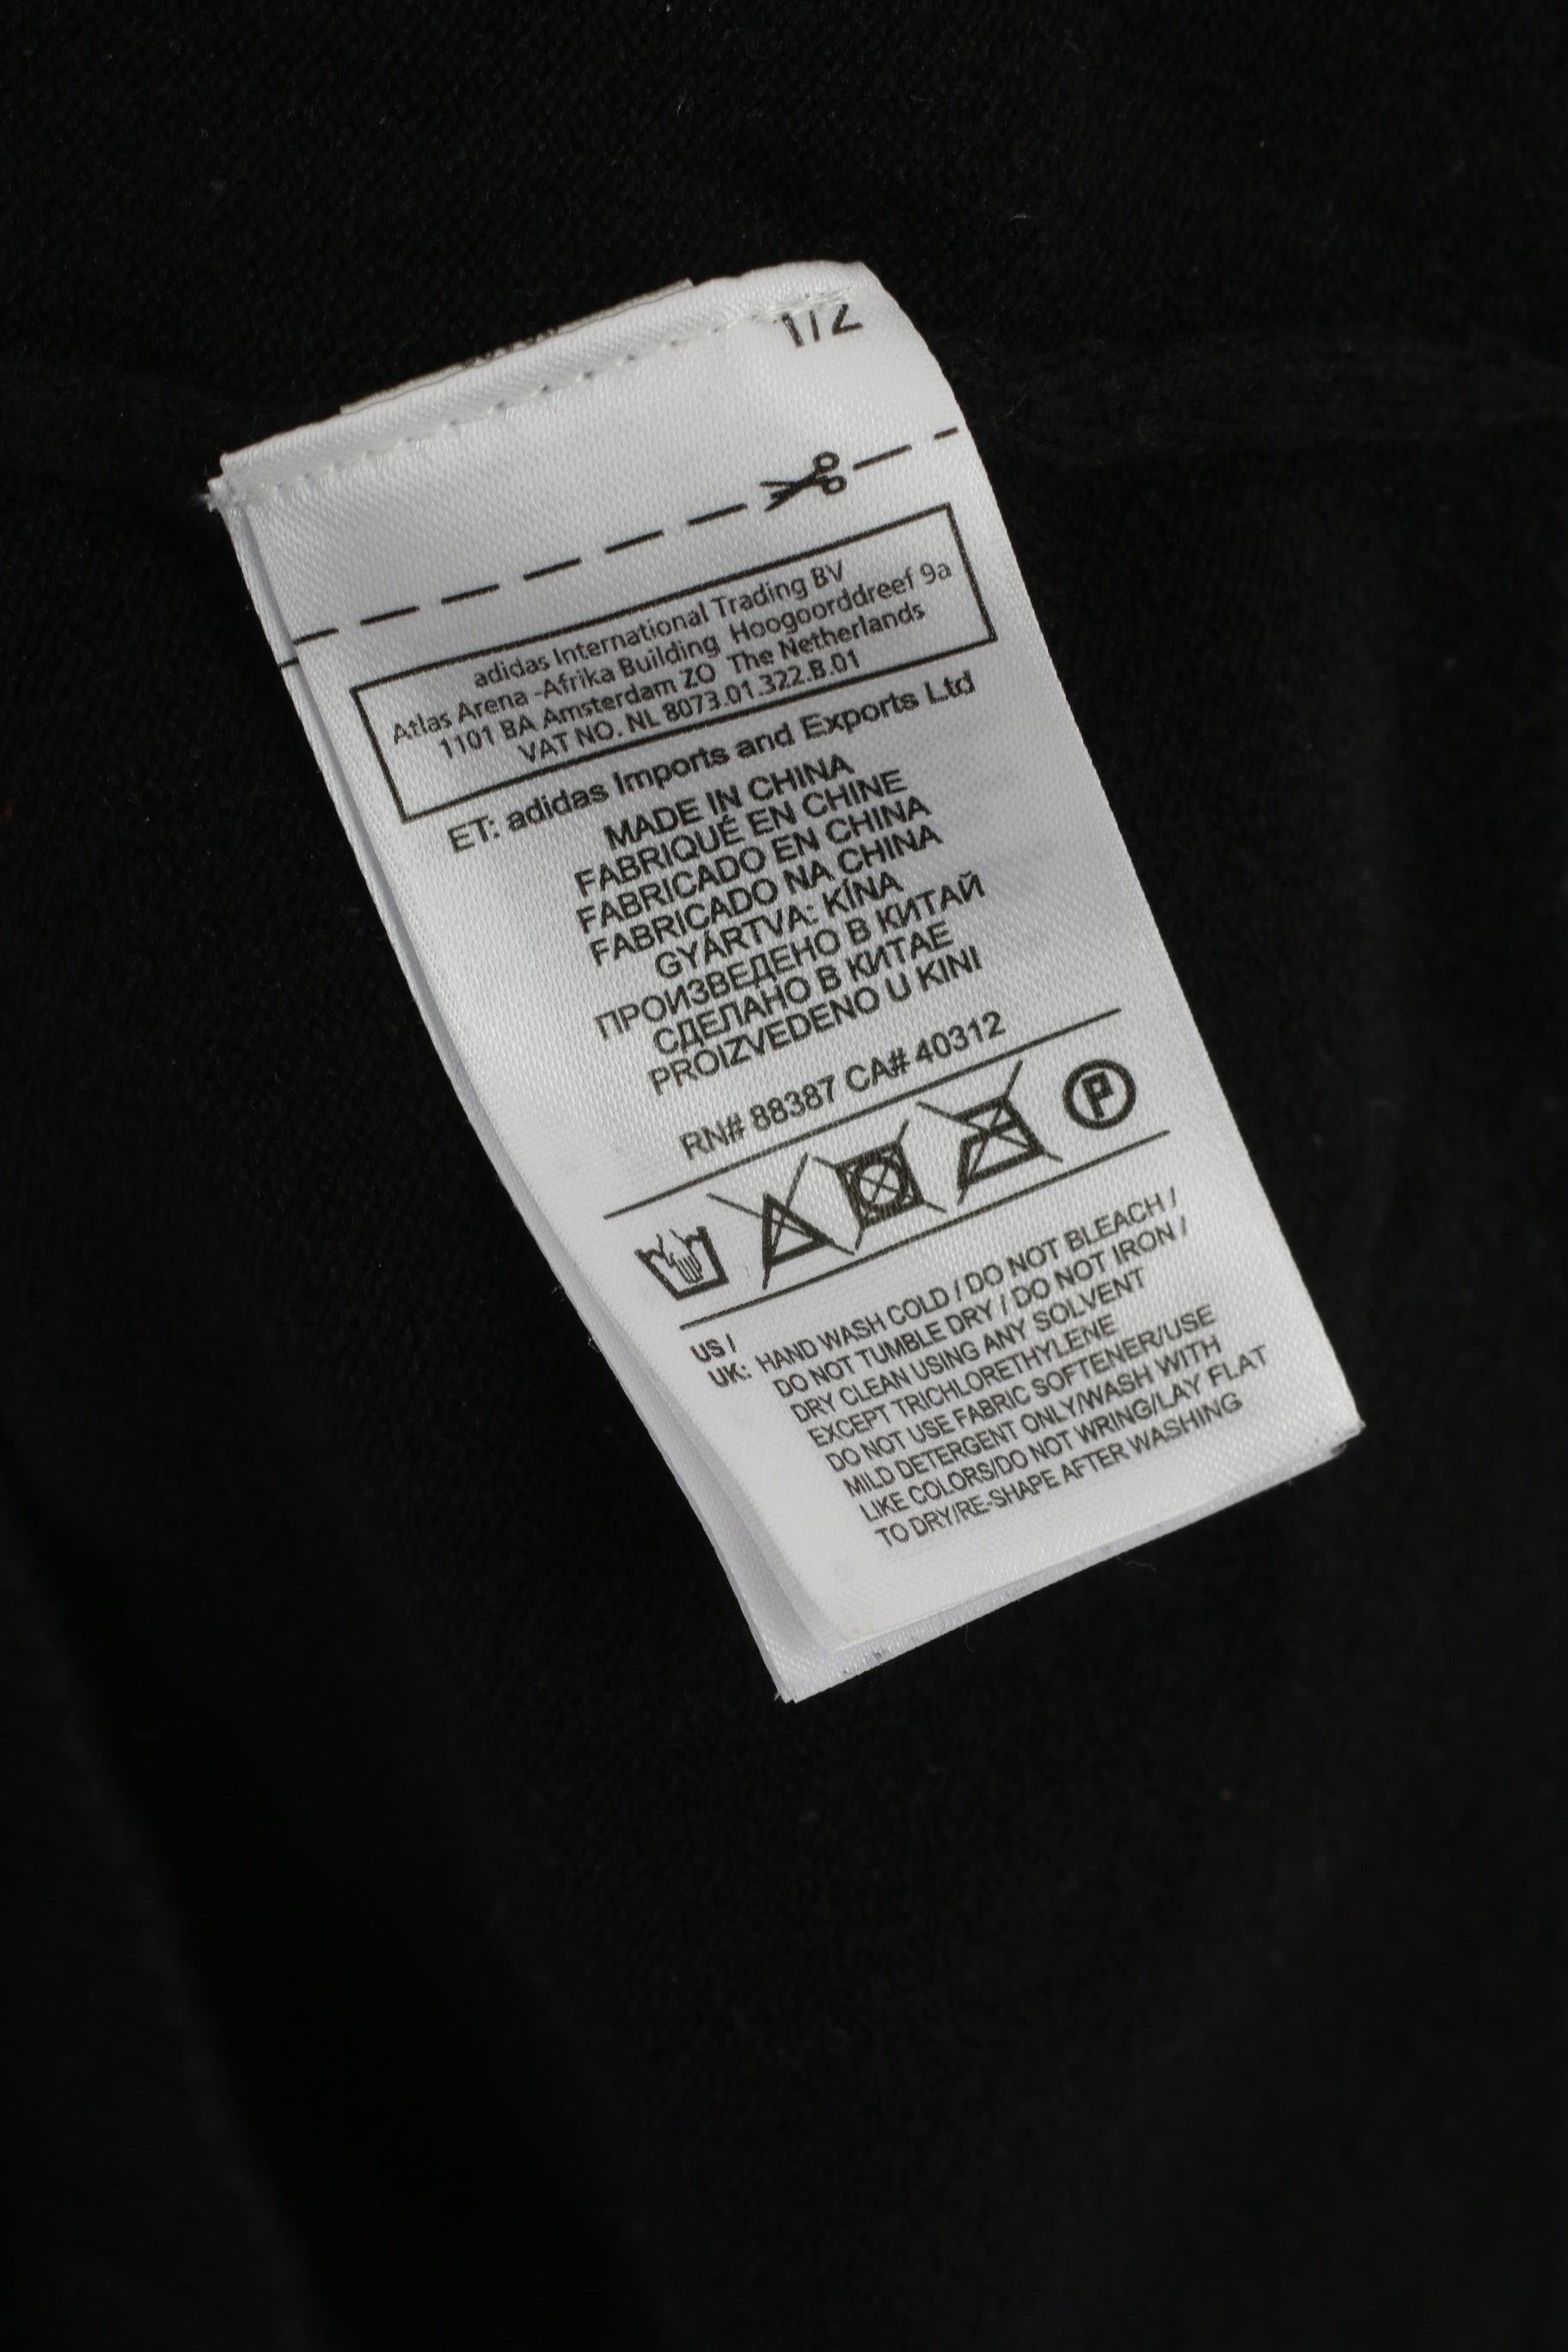 1/2
adidas International Trading BV
Atlas Arena -Afrika Building Hoogoorddreef 9a
1101 BA Amsterdam ZO The Netherlands
VAT NO. NL 8073.01.322.B.01
ET: adidas Imports and Exports Ltd
MADE IN CHINA
FABRIQUÉ EN CHINE
FABRICADO EN CHINA
FABRICADO NA CHINA
GYÁRTVA: KÍNA
ПРОИЗВЕДЕНО В КИТАЙ
СДЕЛАНО В КИТАЕ
PROIZVEDENO U KINI
RN# 88387 CA# 40312
P
US /
UK: HAND WASH COLD / DO NOT BLEACH /
DO NOT TUMBLE DRY / DO NOT IRON /
DRY CLEAN USING ANY SOLVENT
EXCEPT TRICHLORETHYLENE
DO NOT USE FABRIC SOFTENER/USE
MILD DETERGENT ONLY/WASH WITH
LIKE COLORS/DO NOT WRING/LAY FLAT
TO DRY/RE-SHAPE AFTER WASHING